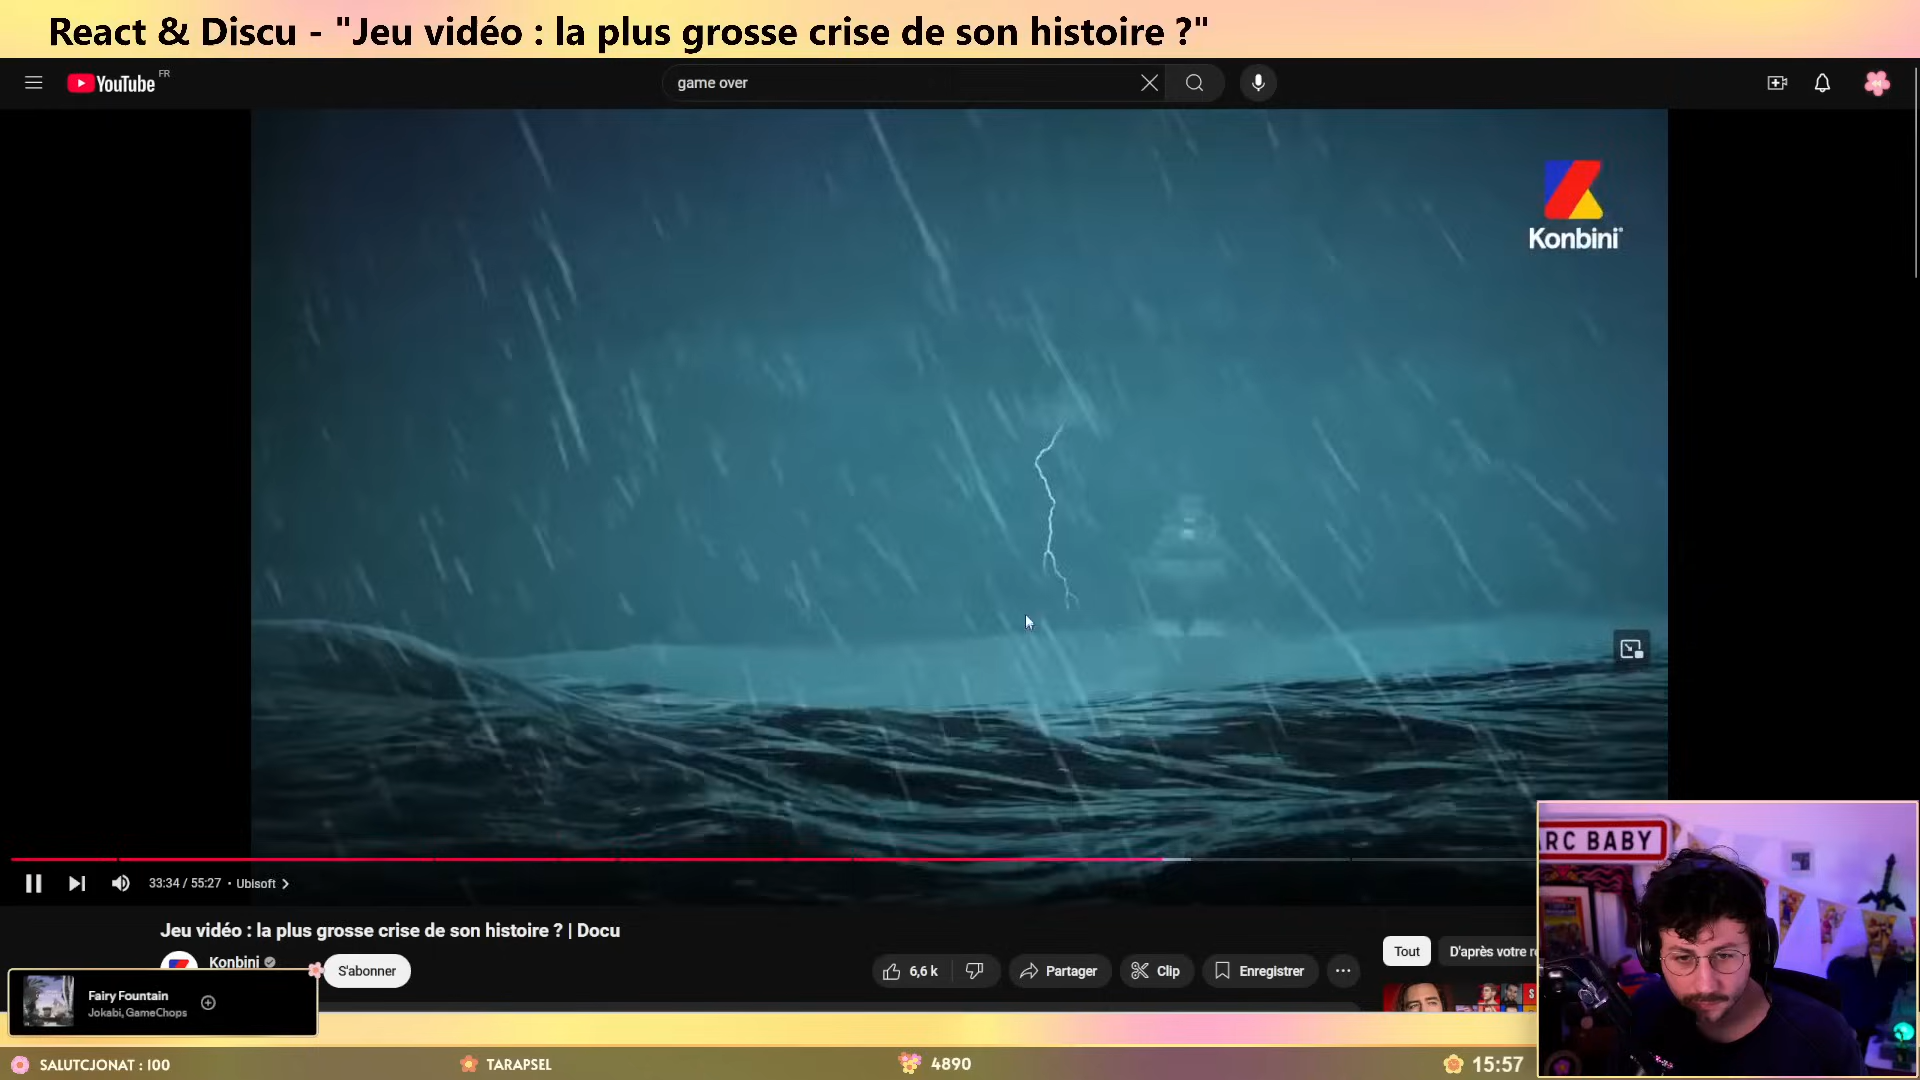 React & Discu - "Jeu vidéo : la plus grosse crise de son histoire ?"
YouTube FR
game over
Konbini
33:34 / 55:27 • Ubisoft
Jeu vidéo : la plus grosse crise de son histoire ? | Docu
Konbini
S'abonner
6,6 k
Partager
Clip
Enregistrer
Tout
D'après votre re
Fairy Fountain
Jokabi, GameChops
ARC BABY
SALUTCJONAT : 100
TARAPSEL
4890
15:57